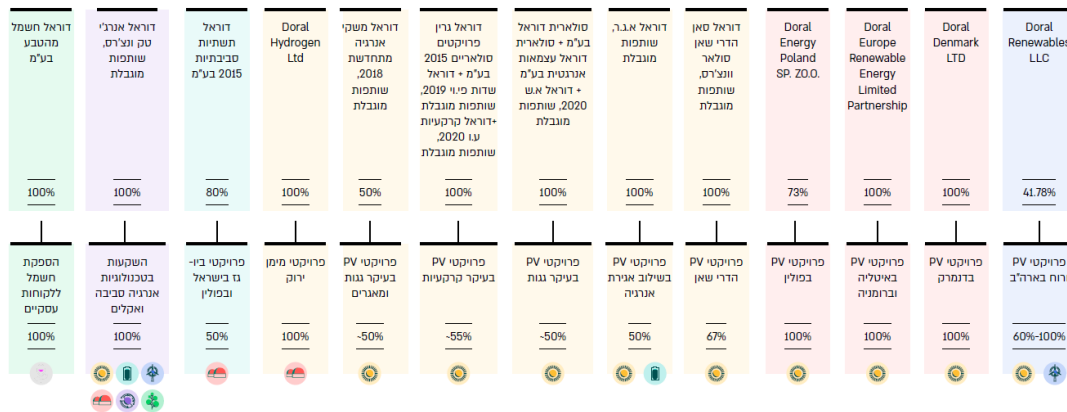 דוראל חשמל
מהטבע
בע"מ
100%
דוראל אנרג'י
טק ונצ'רס,
שותפות
מוגבלת
100%
דוראל
תשתיות
סביבתיות
2015 בע"מ
80%
Doral
Hydrogen
Ltd
100%
דוראל משקי
אנרגיה
מתחדשת
2018,
שותפות
מוגבלת
50%
דוראל גרין
פרויקטים
סולאריים 2015
בע"מ + דוראל
שדות פי.וי 2019,
שותפות מוגבלת
+דוראל קרקעיות
ע.ו 2020,
שותפות מוגבלת
100%
סולארית דוראל
בע"מ + סולארית
דוראל עצמאות
אנרגטית בע"מ
+ דוראל א.ש
2020, שותפות
מוגבלת
100%
דוראל א.ג.ר,
שותפות
מוגבלת
100%
דוראל סאן
הדרי שאן
סולאר
וונצ'רס,
שותפות
מוגבלת
100%
Doral
Energy
Poland
SP. ZO.O.
73%
Doral
Europe
Renewable
Energy
Limited
Partnership
100%
Doral
Denmark
LTD
100%
Doral
Renewables
LLC
41.78%
הספקת
חשמל
ללקוחות
עסקיים
100%
השקעות
בטכנולוגיות
אנרגיה סביבה
ואקלים
100%
פרויקטי ביו-
גז בישראל
ובפולין
50%
פרויקטי מימן
ירוק
100%
פרויקטי PV
בעיקר גגות
ומאגרים
~50%
פרויקטי PV
בעיקר קרקעיות
~55%
פרויקטי PV
בעיקר גגות
~50%
פרויקטי PV
בשילוב אגירת
אנרגיה
50%
פרויקטי PV
הדרי שאן
67%
פרויקטי PV
בפולין
100%
פרויקטי PV
באיטליה
וברומניה
100%
פרויקטי PV
בדנמרק
100%
פרויקטי PV
ורוח בארה"ב
60%-100%